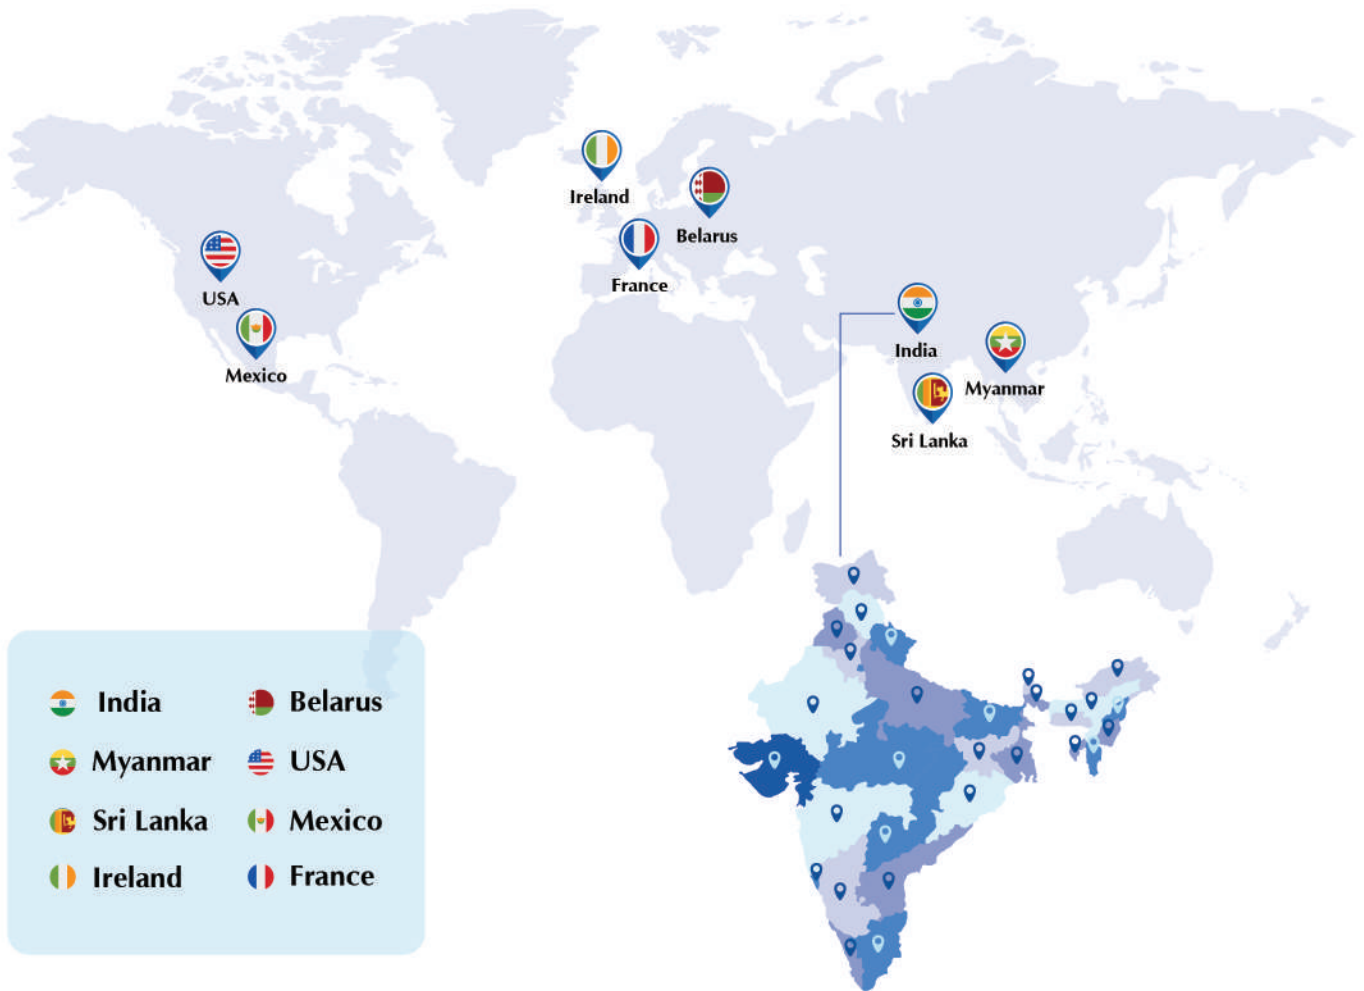 Ireland
Belarus
France
USA
Mexico
India
Myanmar
Sri Lanka
India
Belarus
Myanmar
USA
Sri Lanka
Mexico
Ireland
France